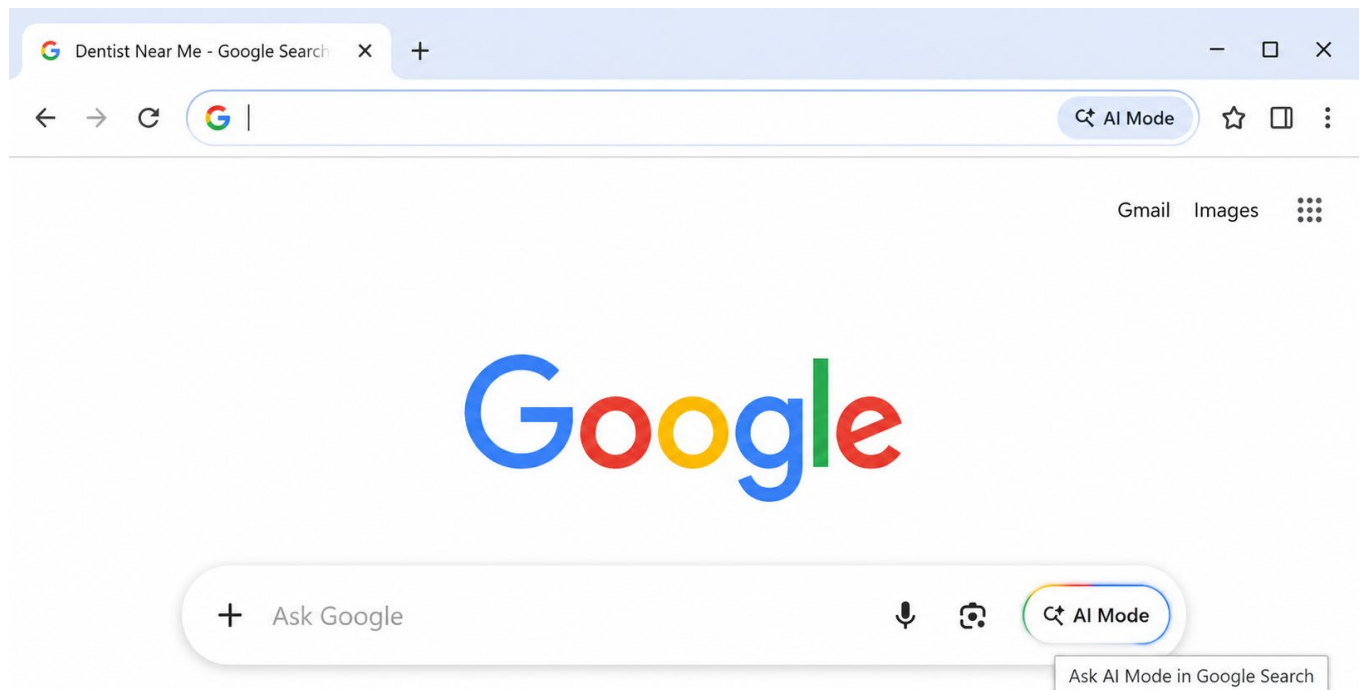 Dentist Near Me - Google Search
AI Mode
Gmail Images
Google
Ask Google
AI Mode
Ask AI Mode in Google Search